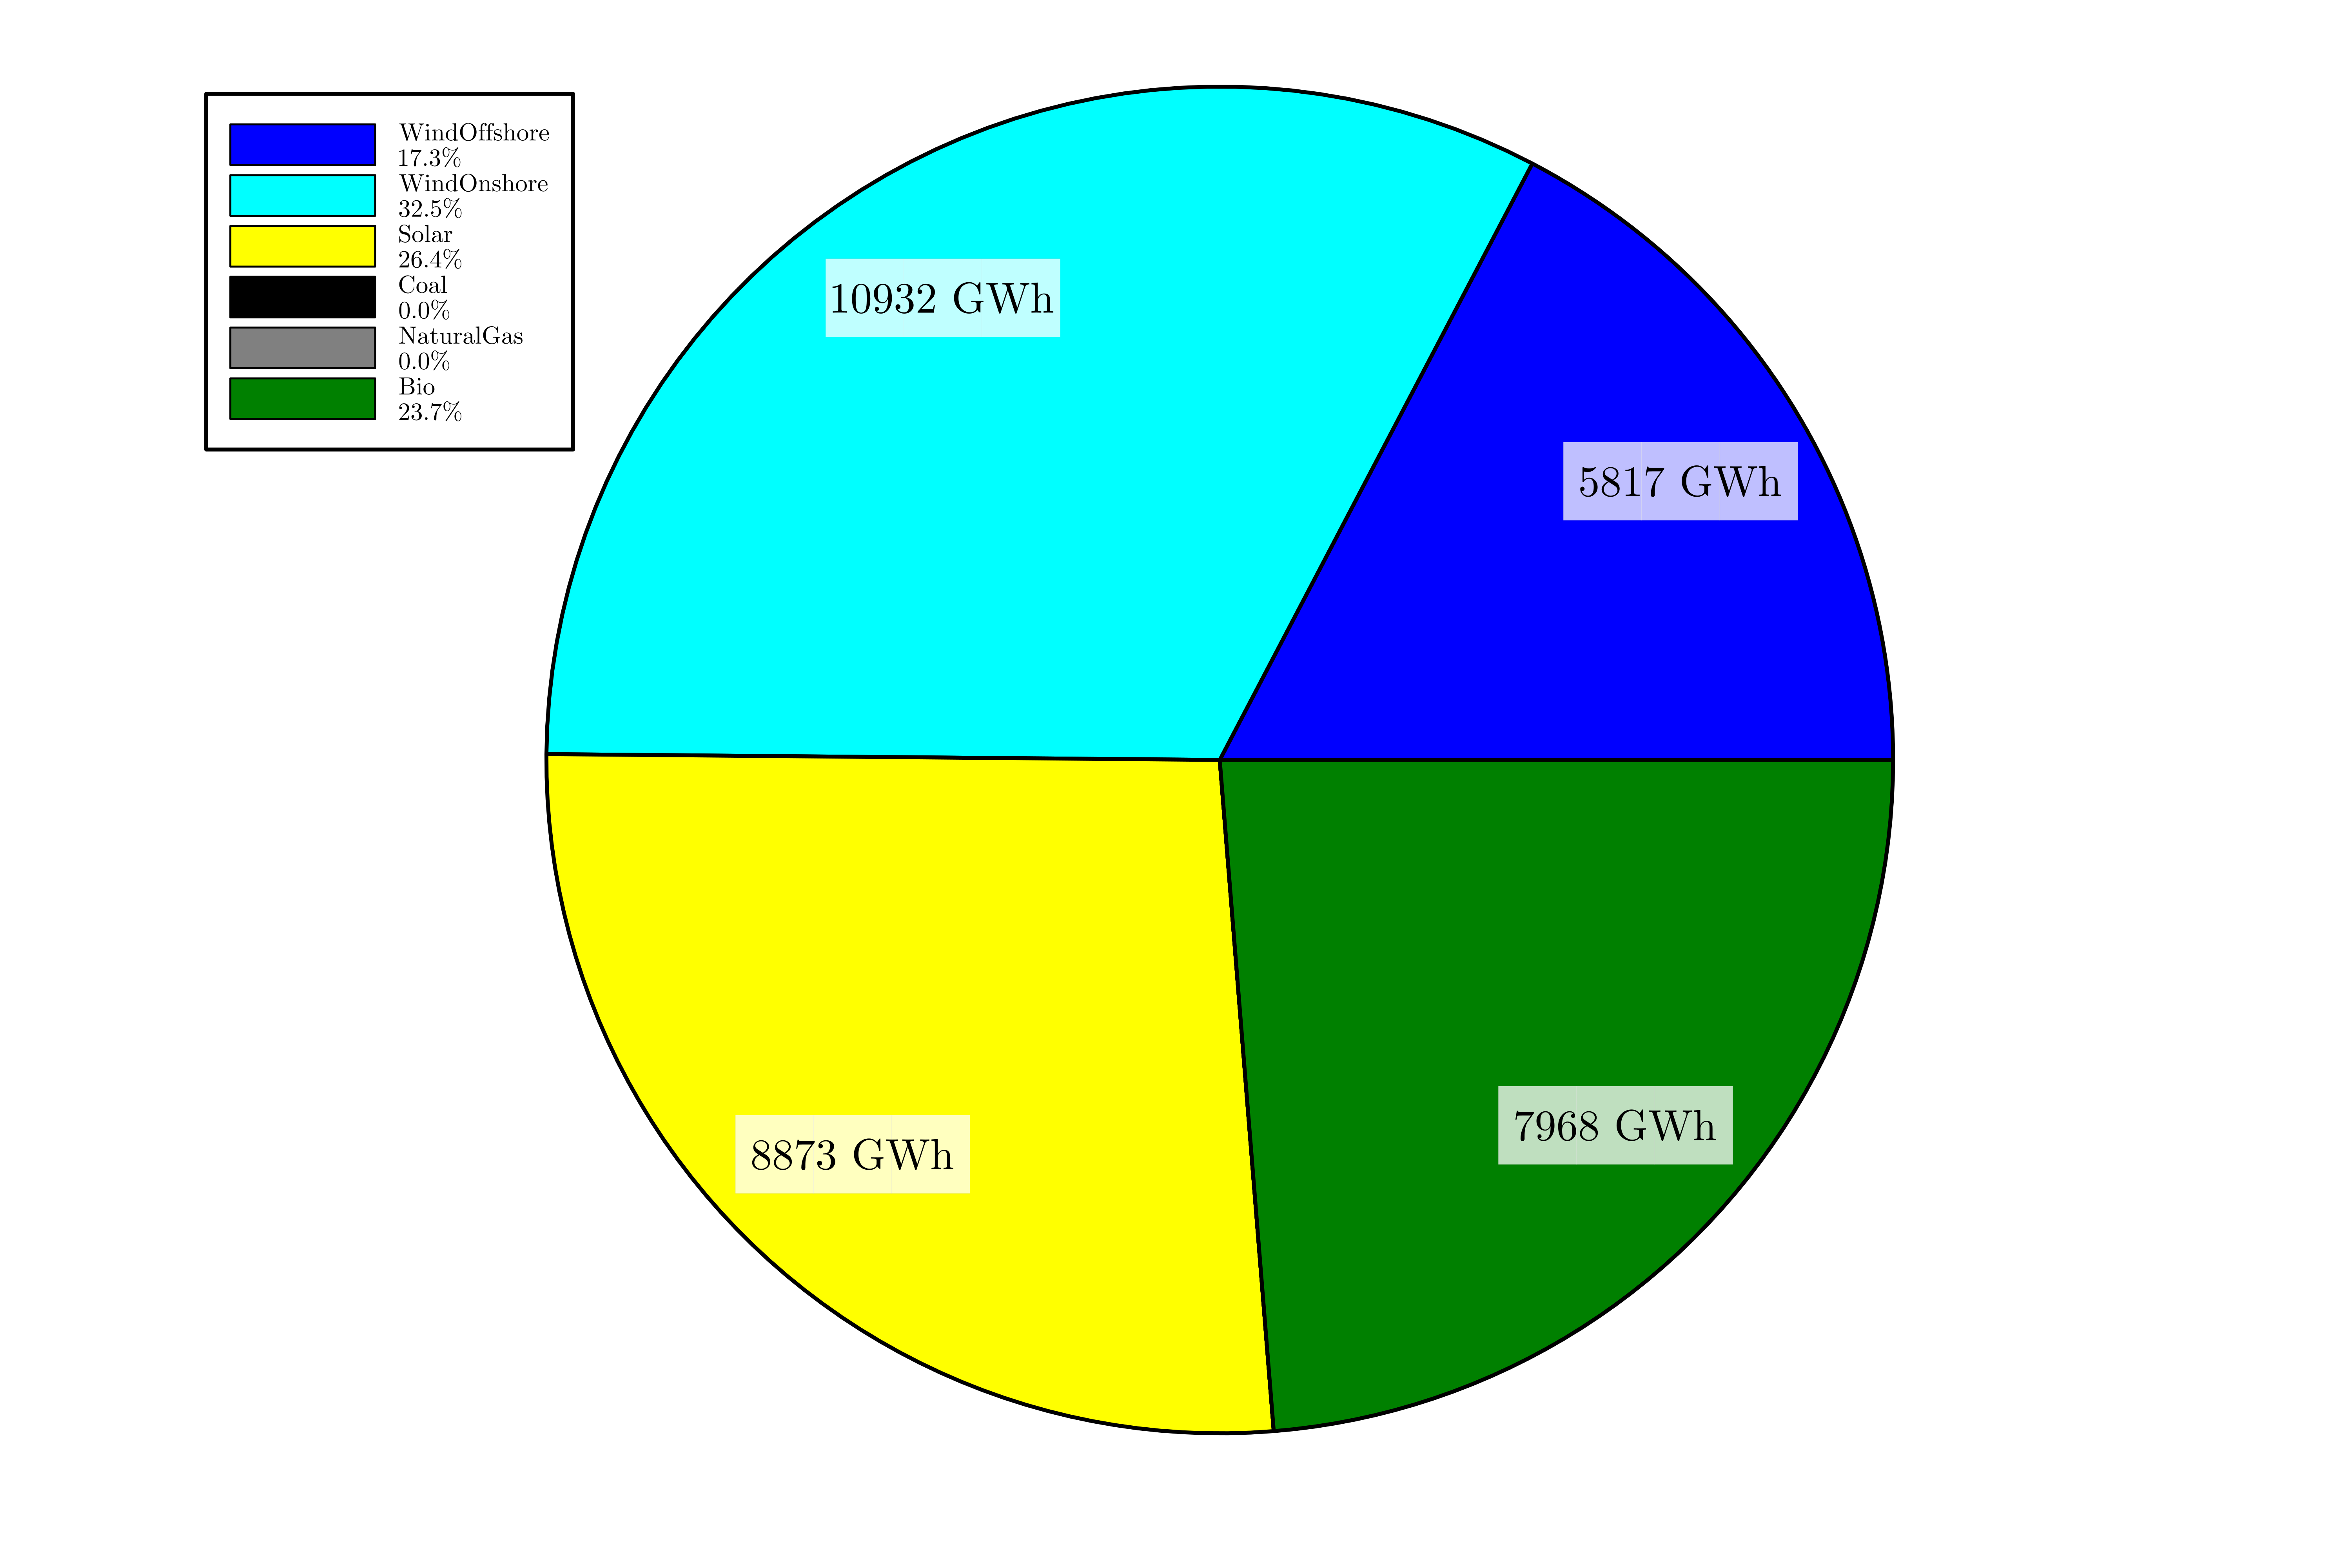 WindOffshore
17.3%
WindOnshore
32.5%
Solar
26.4%
Coal
0.0%
NaturalGas
0.0%
Bio
23.7%
10932 GWh
5817 GWh
8873 GWh
7968 GWh